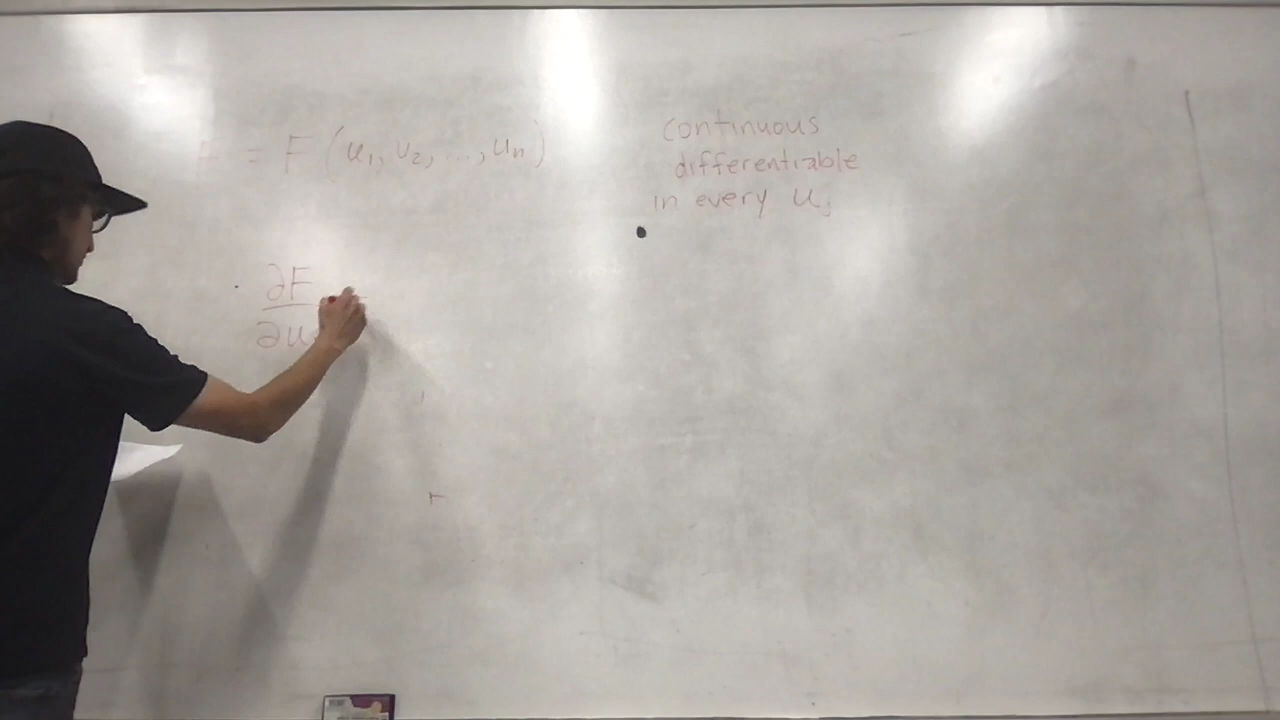 F = F(u₁, u₂, ..., uₙ)
continuous
differentiable
in every uⱼ
∂F
∂u